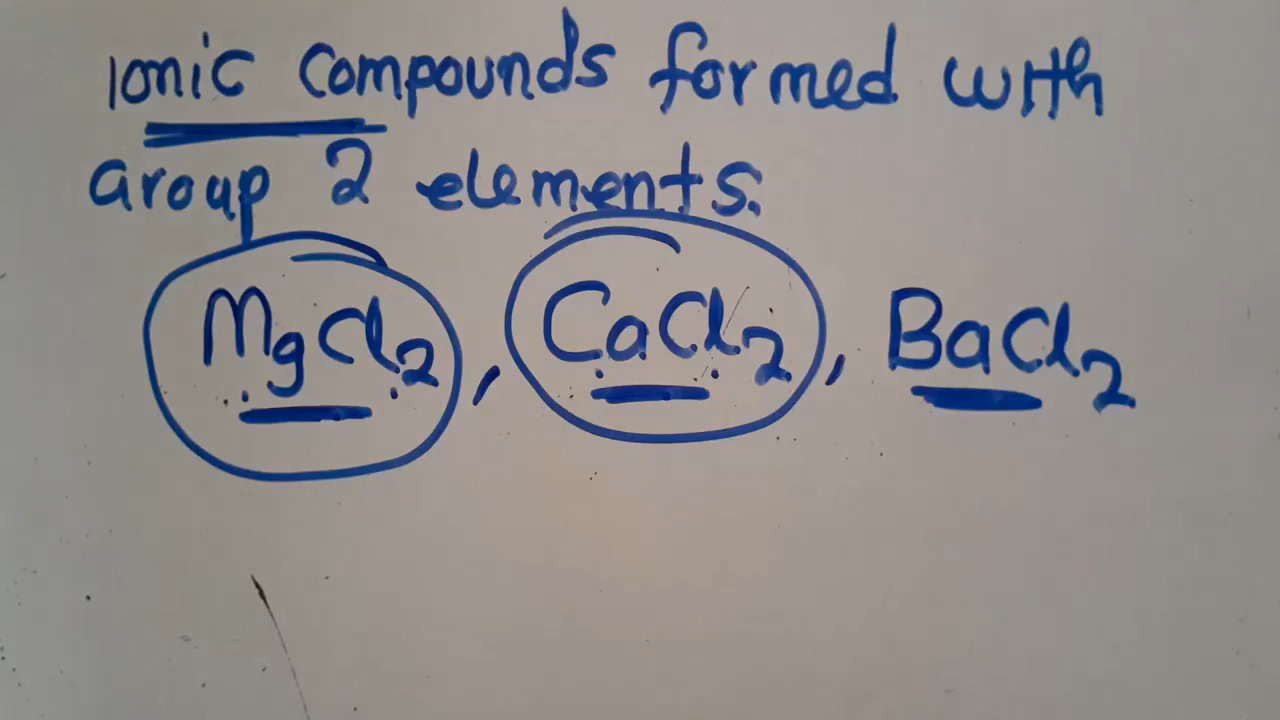 Ionic compounds formed with
Group 2 elements.
MgCl2, CaCl2, BaCl2